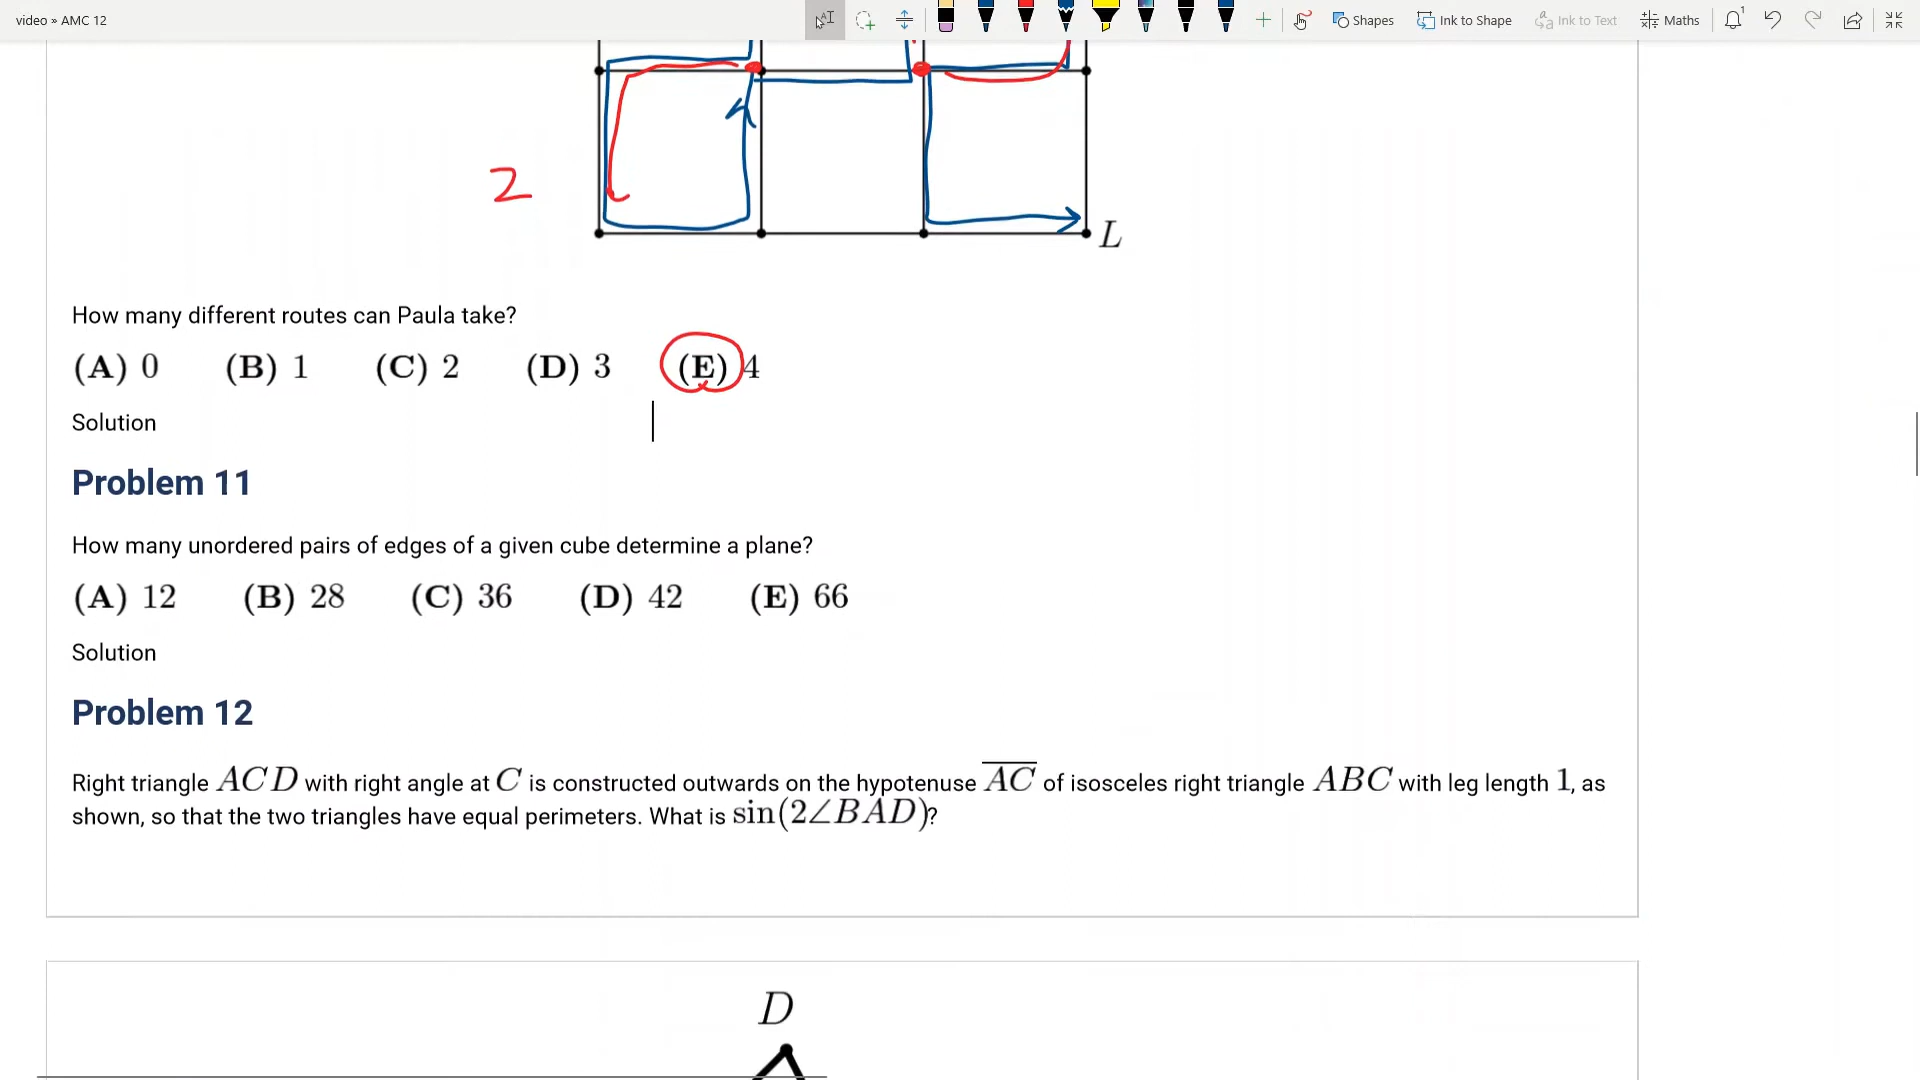 video » AMC 12
Shapes Ink to Shape Ink to Text Maths 1
2
L
How many different routes can Paula take?
(A) 0 (B) 1 (C) 2 (D) 3 (E) 4
Solution
Problem 11
How many unordered pairs of edges of a given cube determine a plane?
(A) 12 (B) 28 (C) 36 (D) 42 (E) 66
Solution
Problem 12
Right triangle ACD with right angle at C is constructed outwards on the hypotenuse \overline{AC} of isosceles right triangle ABC with leg length 1, as
shown, so that the two triangles have equal perimeters. What is sin(2∠BAD)?
D